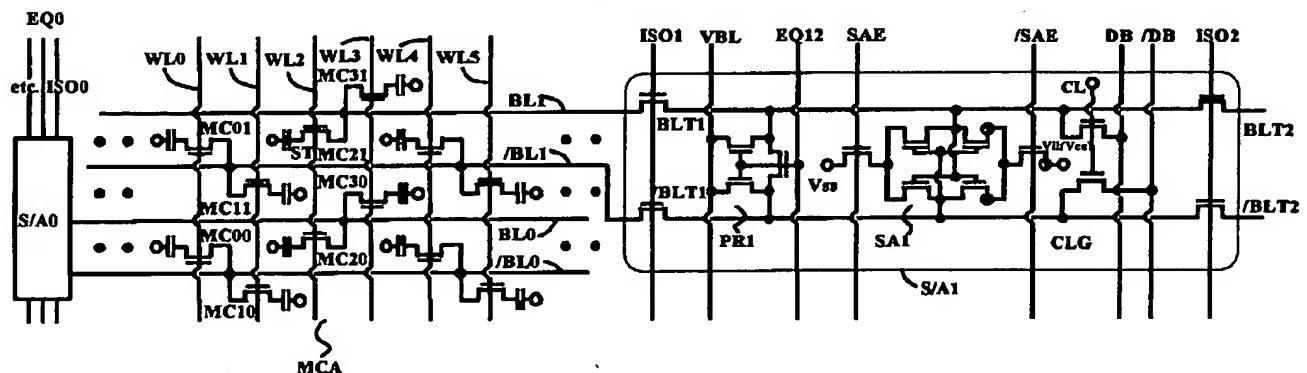 EQ0
etc. ISO0
WL0
WL1
WL2
WL3
WL4
WL5
MC31
MC01
ST
MC21
MC11
MC30
MC00
MC20
MC10
S/A0
BL1
/BL1
BL0
/BL0
MCA
ISO1
VBL
EQ12
SAE
/SAE
DB
/DB
ISO2
BLT1
/BLT1
PR1
Vss
SA1
CL
CLG
S/A1
BLT2
/BLT2